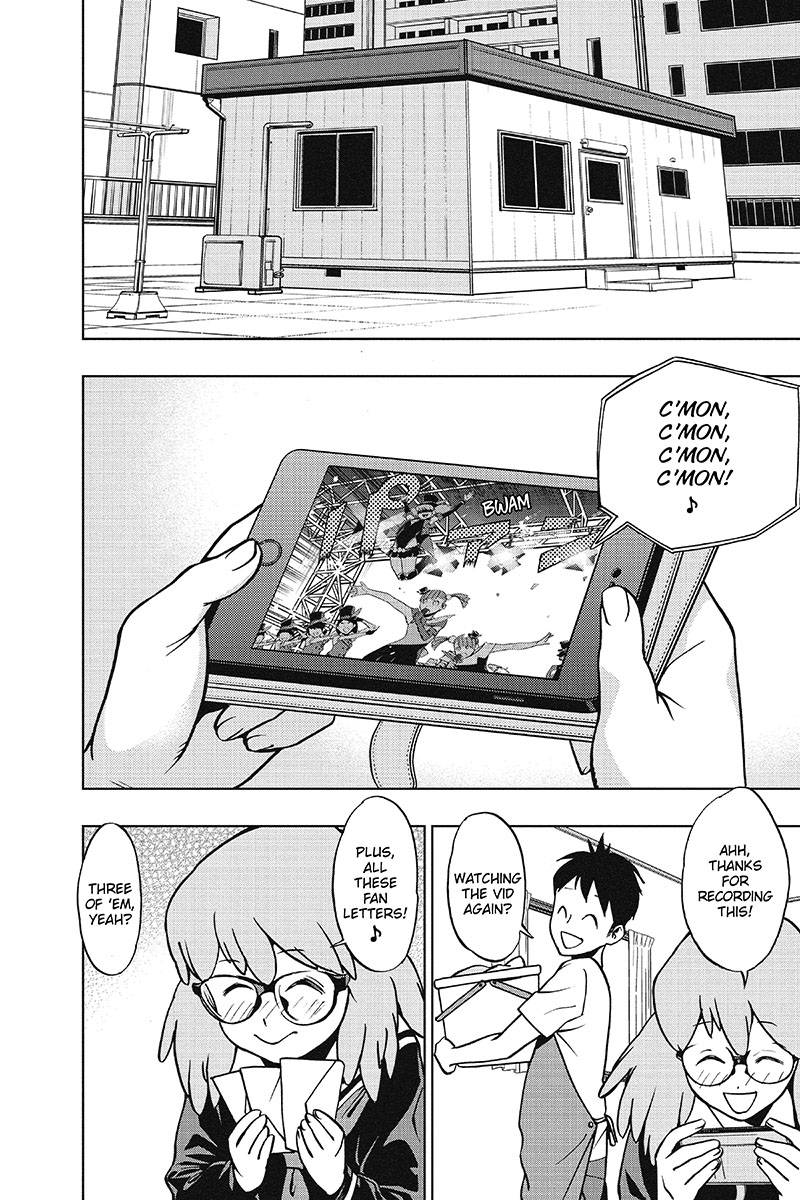 C'MON,
C'MON,
C'MON,
C'MON!
♪
BWAM
AHH,
THANKS
FOR
RECORDING
THIS!
WATCHING
THE VID
AGAIN?
PLUS,
ALL
THESE
FAN
LETTERS!
♪
THREE
OF 'EM,
YEAH?